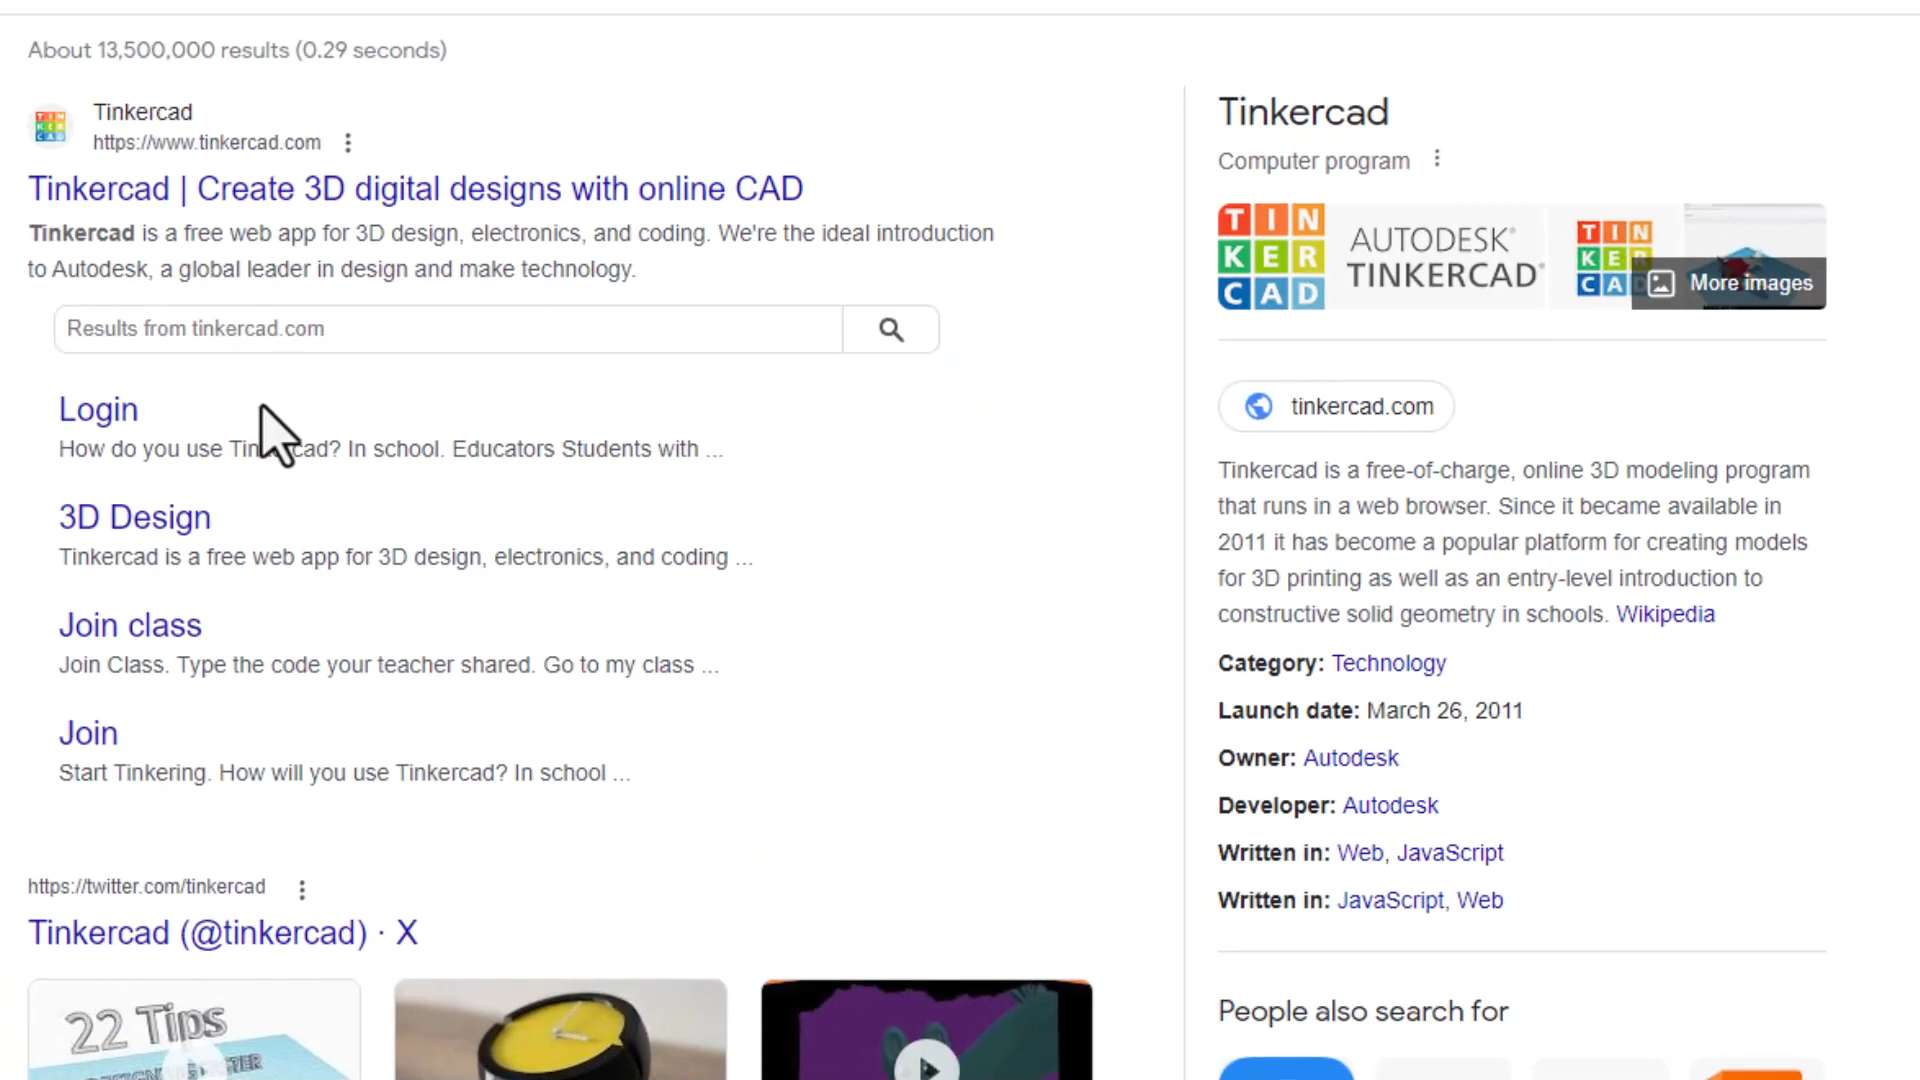 About 13,500,000 results (0.29 seconds)
Tinkercad
https://www.tinkercad.com
Tinkercad | Create 3D digital designs with online CAD
Tinkercad is a free web app for 3D design, electronics, and coding. We're the ideal introduction
to Autodesk, a global leader in design and make technology.
Results from tinkercad.com
Login
How do you use Tinkercad? In school. Educators Students with ...
3D Design
Tinkercad is a free web app for 3D design, electronics, and coding ...
Join class
Join Class. Type the code your teacher shared. Go to my class ...
Join
Start Tinkering. How will you use Tinkercad? In school ...
https://twitter.com/tinkercad
Tinkercad (@tinkercad) · X
22 Tips
Tinkercad
Computer program
TIN
KER
CAD
AUTODESK®
TINKERCAD®
TIN
KER
CAD
More images
tinkercad.com
Tinkercad is a free-of-charge, online 3D modeling program
that runs in a web browser. Since it became available in
2011 it has become a popular platform for creating models
for 3D printing as well as an entry-level introduction to
constructive solid geometry in schools. Wikipedia
Category: Technology
Launch date: March 26, 2011
Owner: Autodesk
Developer: Autodesk
Written in: Web, JavaScript
Written in: JavaScript, Web
People also search for